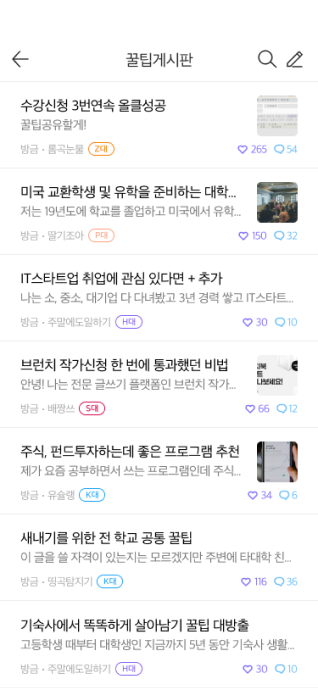 꿀팁게시판
수강신청 3번연속 올클성공
꿀팁공유할게!
방금 • 롬곡눈물 Z대 265 54
미국 교환학생 및 유학을 준비하는 대학...
저는 19년도에 학교를 졸업하고 미국에서 유학...
방금 • 딸기조아 P대 150 32
IT스타트업 취업에 관심 있다면 + 추가
나는 소, 중소, 대기업 다 다녀봤고 3년 경력 쌓고 IT스타트...
방금 • 주말에도일하기 H대 30 10
브런치 작가신청 한 번에 통과했던 비법
안녕! 나는 전문 글쓰기 플랫폼인 브런치 작가...
방금 • 배짱쓰 S대 66 12
주식, 펀드투자하는데 좋은 프로그램 추천
제가 요즘 공부하면서 쓰는 프로그램인데 주식...
방금 • 유슬렝 K대 34 6
새내기를 위한 전 학교 공통 꿀팁
이 글을 쓸 자격이 있는지는 모르겠지만 주변에 타대학 친...
방금 • 띵곡탐지기 K대 116 36
기숙사에서 똑똑하게 살아남기 꿀팁 대방출
고등학생 때부터 대학생인 지금까지 5년 동안 기숙사 생활...
방금 • 주말에도일하기 H대 30 10